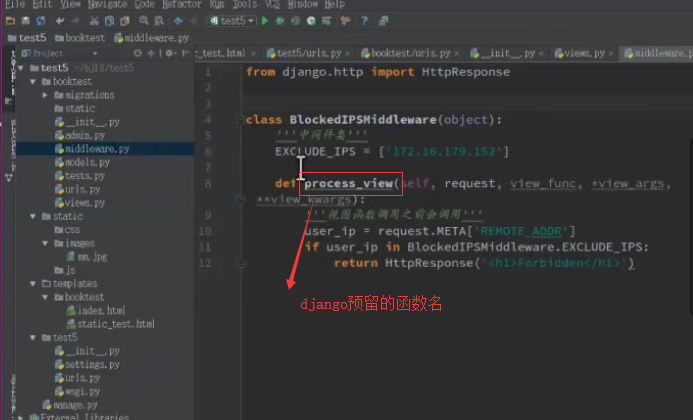 File Edit View Navigate Code Refactor Run Tools VCS Window Help
test5
test5 booktest middleware.py
Project
c_test.html test5/urls.py booktest/urls.py __init__.py views.py middleware.p
test5 ~/bj18/test5
booktest
migrations
static
__init__.py
admin.py
middleware.py
models.py
tests.py
urls.py
views.py
static
css
images
mm.jpg
js
templates
booktest
index.html
static_test.html
test5
__init__.py
settings.py
urls.py
wsgi.py
manage.py
External Libraries
1 from django.http import HttpResponse
2
3
4 class BlockedIPSMiddleware(object):
5 '''中间件类'''
6 EXCLUDE_IPS = ['172.16.179.152']
7
8 def process_view(self, request, view_func, *view_args,
**view_kwargs):
9 '''视图函数调用之前会调用'''
10 user_ip = request.META['REMOTE_ADDR']
11 if user_ip in BlockedIPSMiddleware.EXCLUDE_IPS:
12 return HttpResponse('<h1>Forbidden</h1>')
django预留的函数名